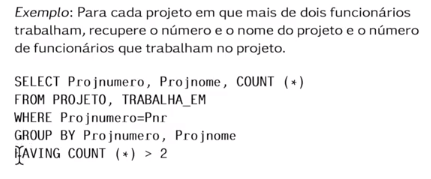 Exemplo: Para cada projeto em que mais de dois funcionários
trabalham, recupere o número e o nome do projeto e o número
de funcionários que trabalham no projeto.
SELECT Projnumero, Projnome, COUNT (*)
FROM PROJETO, TRABALHA_EM
WHERE Projnumero=Pnr
GROUP BY Projnumero, Projnome
HAVING COUNT (*) > 2